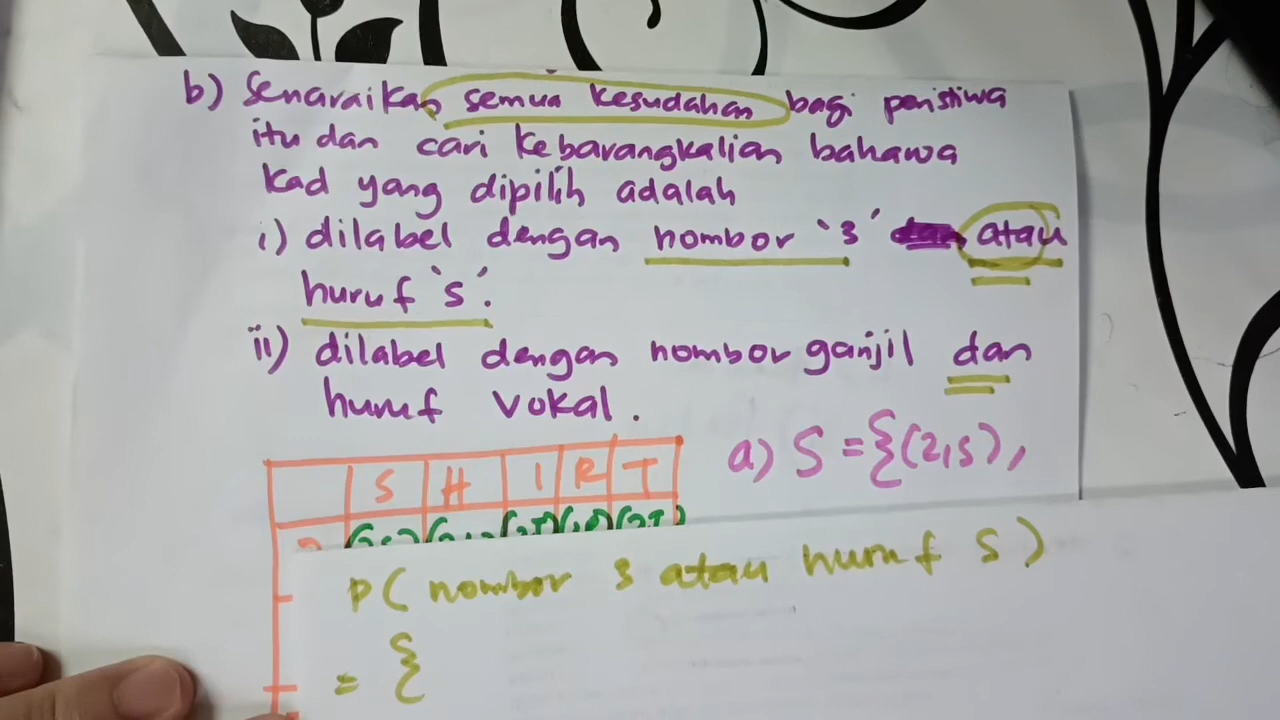 b) Senaraikan semua kesudahan bagi peristiwa
itu dan cari kebarangkalian bahawa
kad yang dipilih adalah
i) dilabel dengan nombor '3' atau
huruf 's'.
ii) dilabel dengan nombor ganjil dan
huruf vokal.
a) S = {(2,S),
S H I R T
P( nombor 3 atau huruf S)
= {